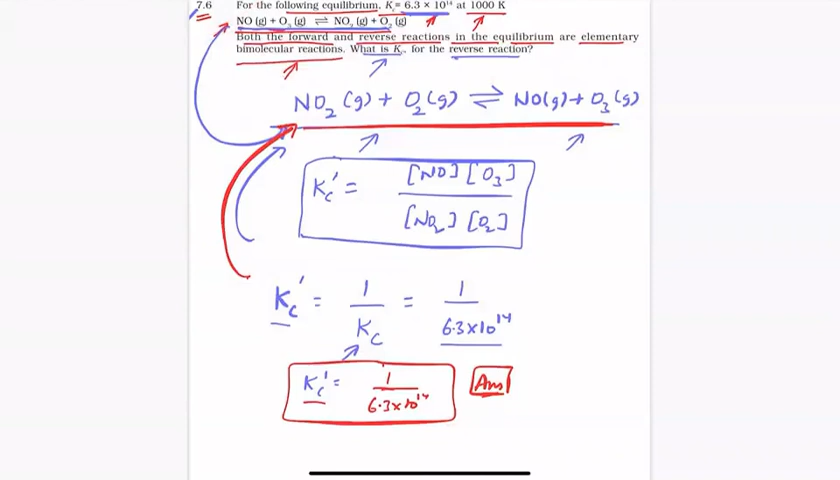 7.6 For the following equilibrium, K꜀= 6.3 × 10¹⁴ at 1000 K
NO (g) + O₃ (g) ⇌ NO₂ (g) + O₂ (g)
Both the forward and reverse reactions in the equilibrium are elementary
bimolecular reactions. What is K꜀, for the reverse reaction?
NO₂ (g) + O₂ (g) ⇌ NO(g) + O₃ (g)
Kc' = [NO] [O₃] / [NO₂] [O₂]
Kc' = 1 / Kc = 1 / 6.3×10¹⁴
Kc' = 1 / 6.3×10¹⁴ Ans